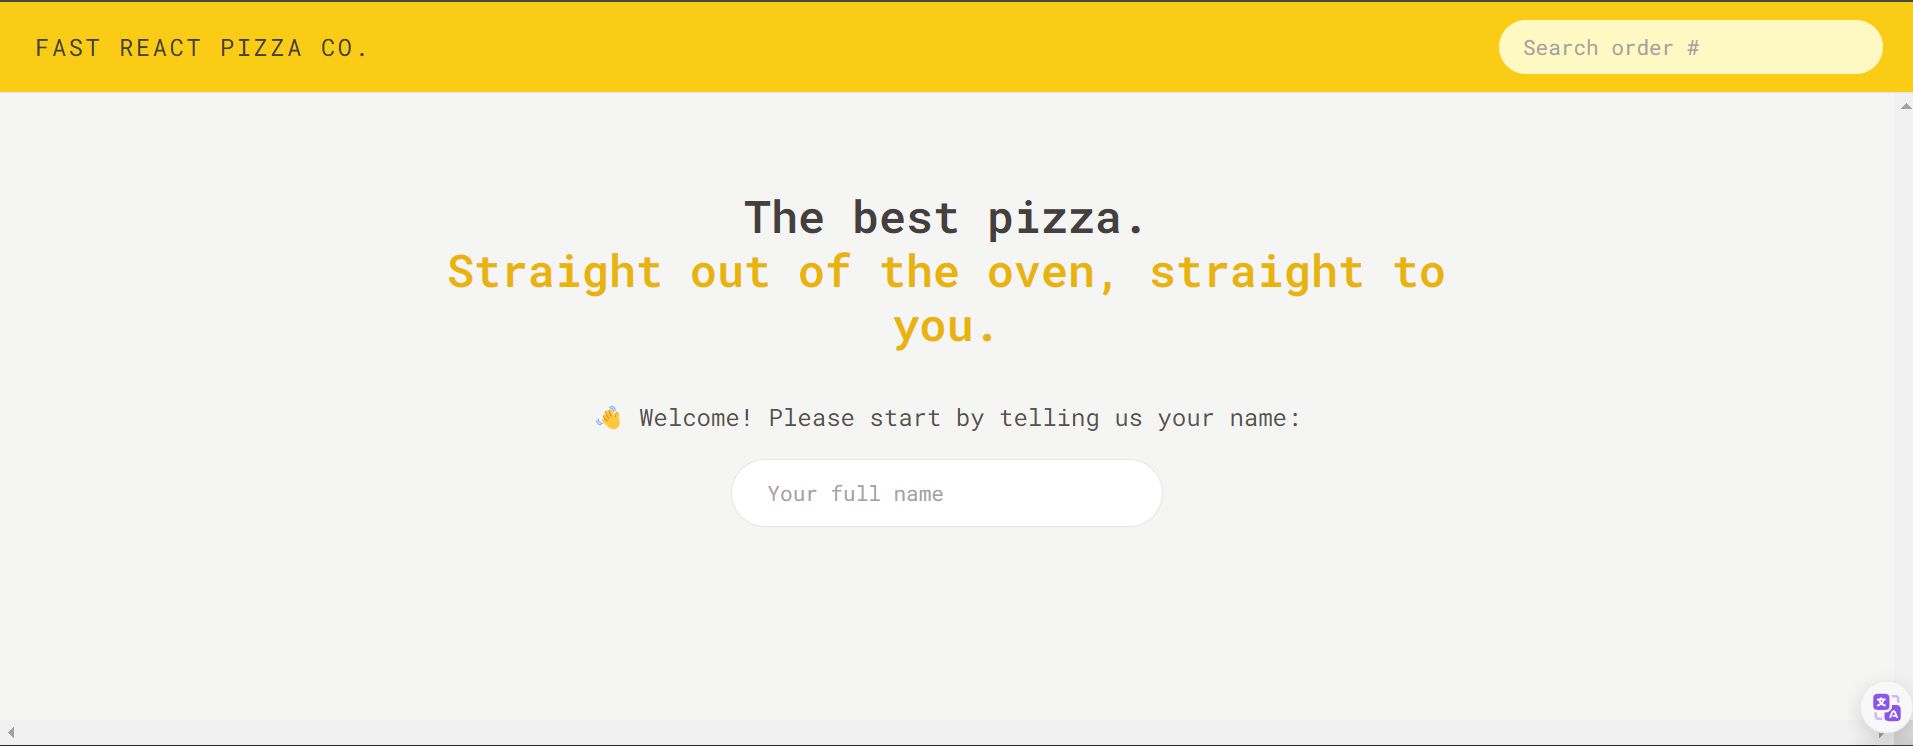 FAST REACT PIZZA CO.
Search order #
The best pizza.
Straight out of the oven, straight to
you.
👋 Welcome! Please start by telling us your name:
Your full name
文
A